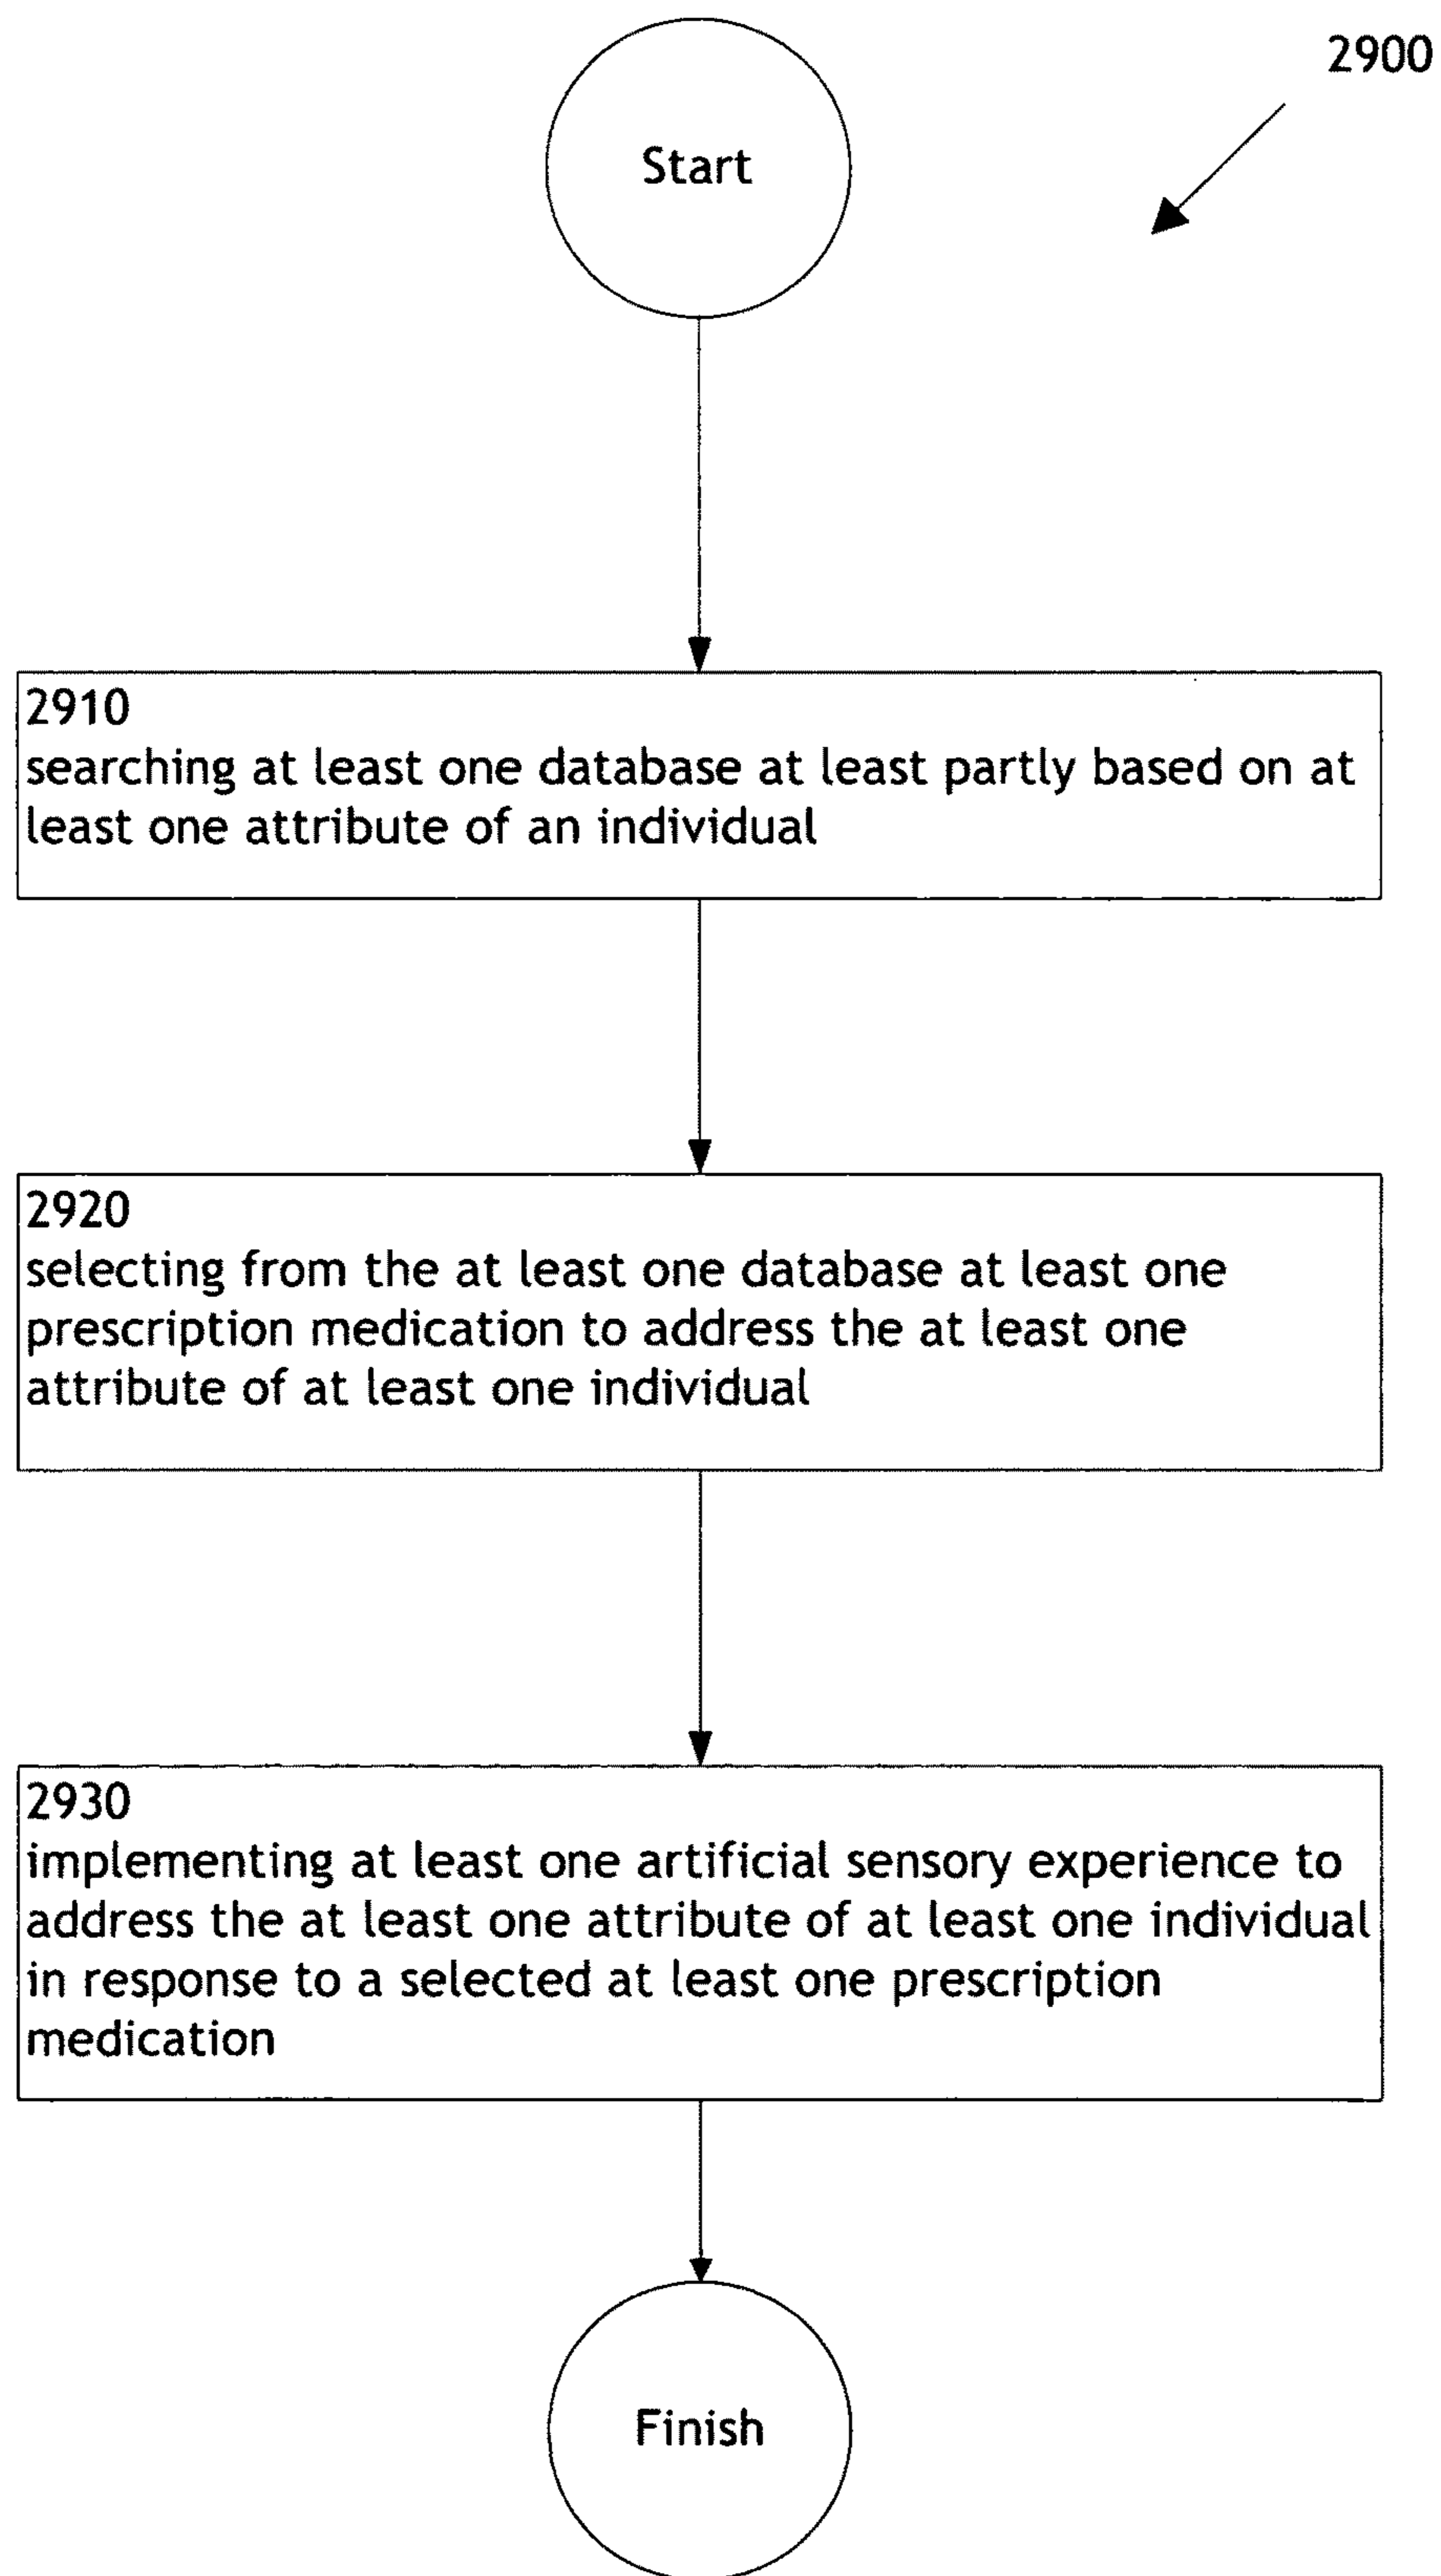 2900
Start
2910
searching at least one database at least partly based on at
least one attribute of an individual
2920
selecting from the at least one database at least one
prescription medication to address the at least one
attribute of at least one individual
2930
implementing at least one artificial sensory experience to
address the at least one attribute of at least one individual
in response to a selected at least one prescription
medication
Finish